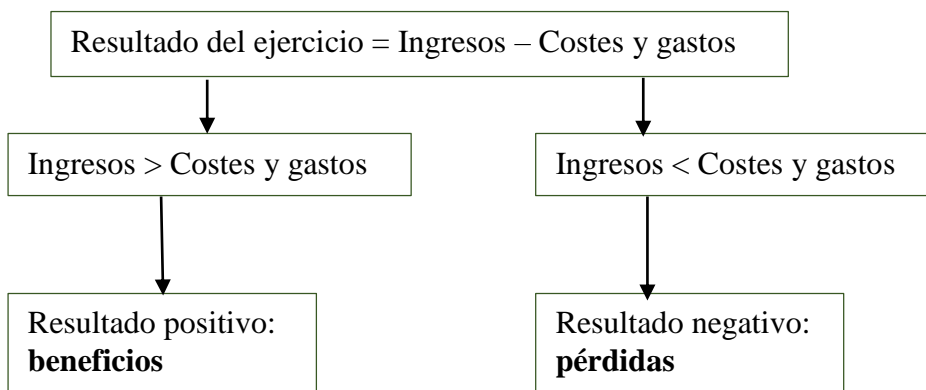 Resultado del ejercicio = Ingresos – Costes y gastos
Ingresos > Costes y gastos
Ingresos < Costes y gastos
Resultado positivo:
beneficios
Resultado negativo:
pérdidas